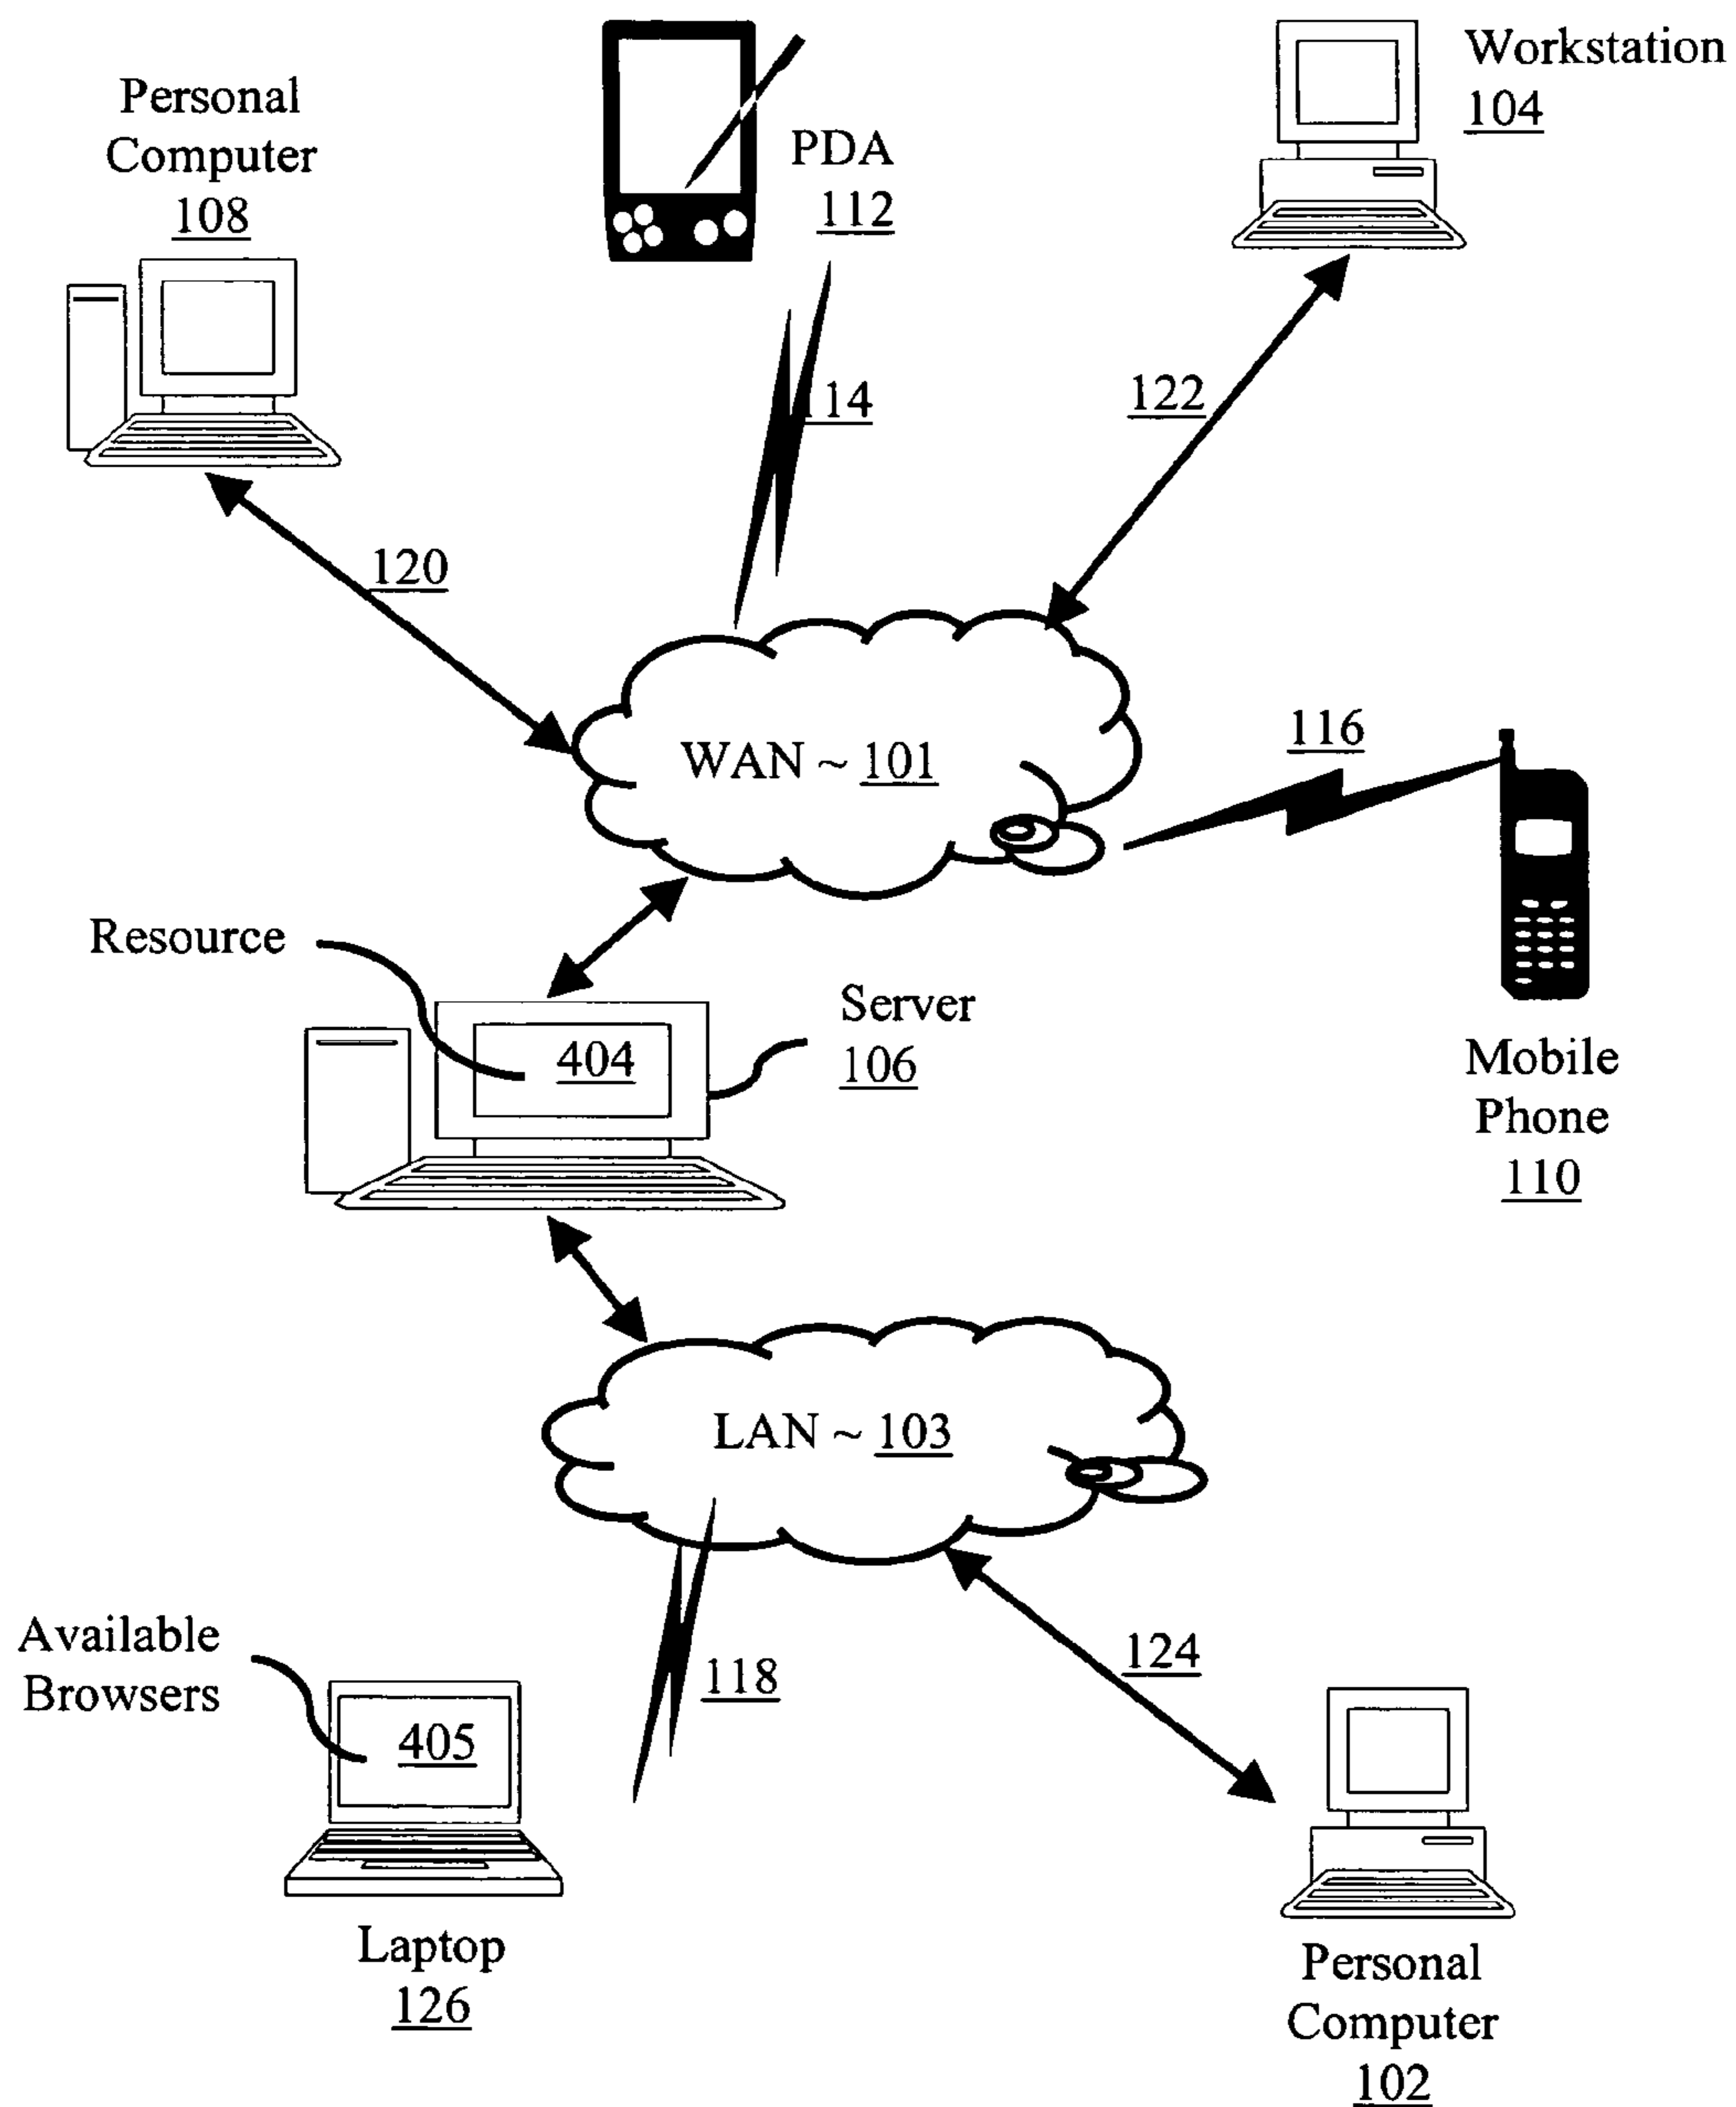 Personal
Computer
108
PDA
112
Workstation
104
114
122
120
WAN ~ 101
116
Resource
Server
106
404
Mobile
Phone
110
LAN ~ 103
Available
Browsers
405
118
124
Laptop
126
Personal
Computer
102